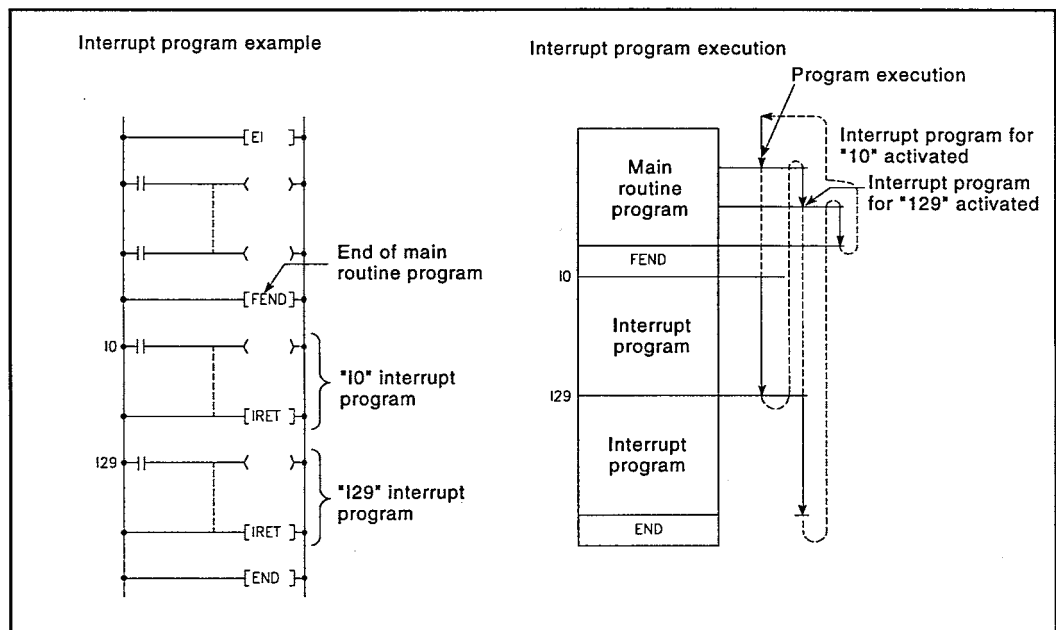 Interrupt program example
[EI ]
End of main
routine program
[FEND]
I0
"I0" interrupt
program
[IRET ]
I29
"I29" interrupt
program
[IRET ]
[END ]
Interrupt program execution
Program execution
Interrupt program for
"10" activated
Interrupt program
for "129" activated
Main
routine
program
FEND
I0
Interrupt
program
I29
Interrupt
program
END